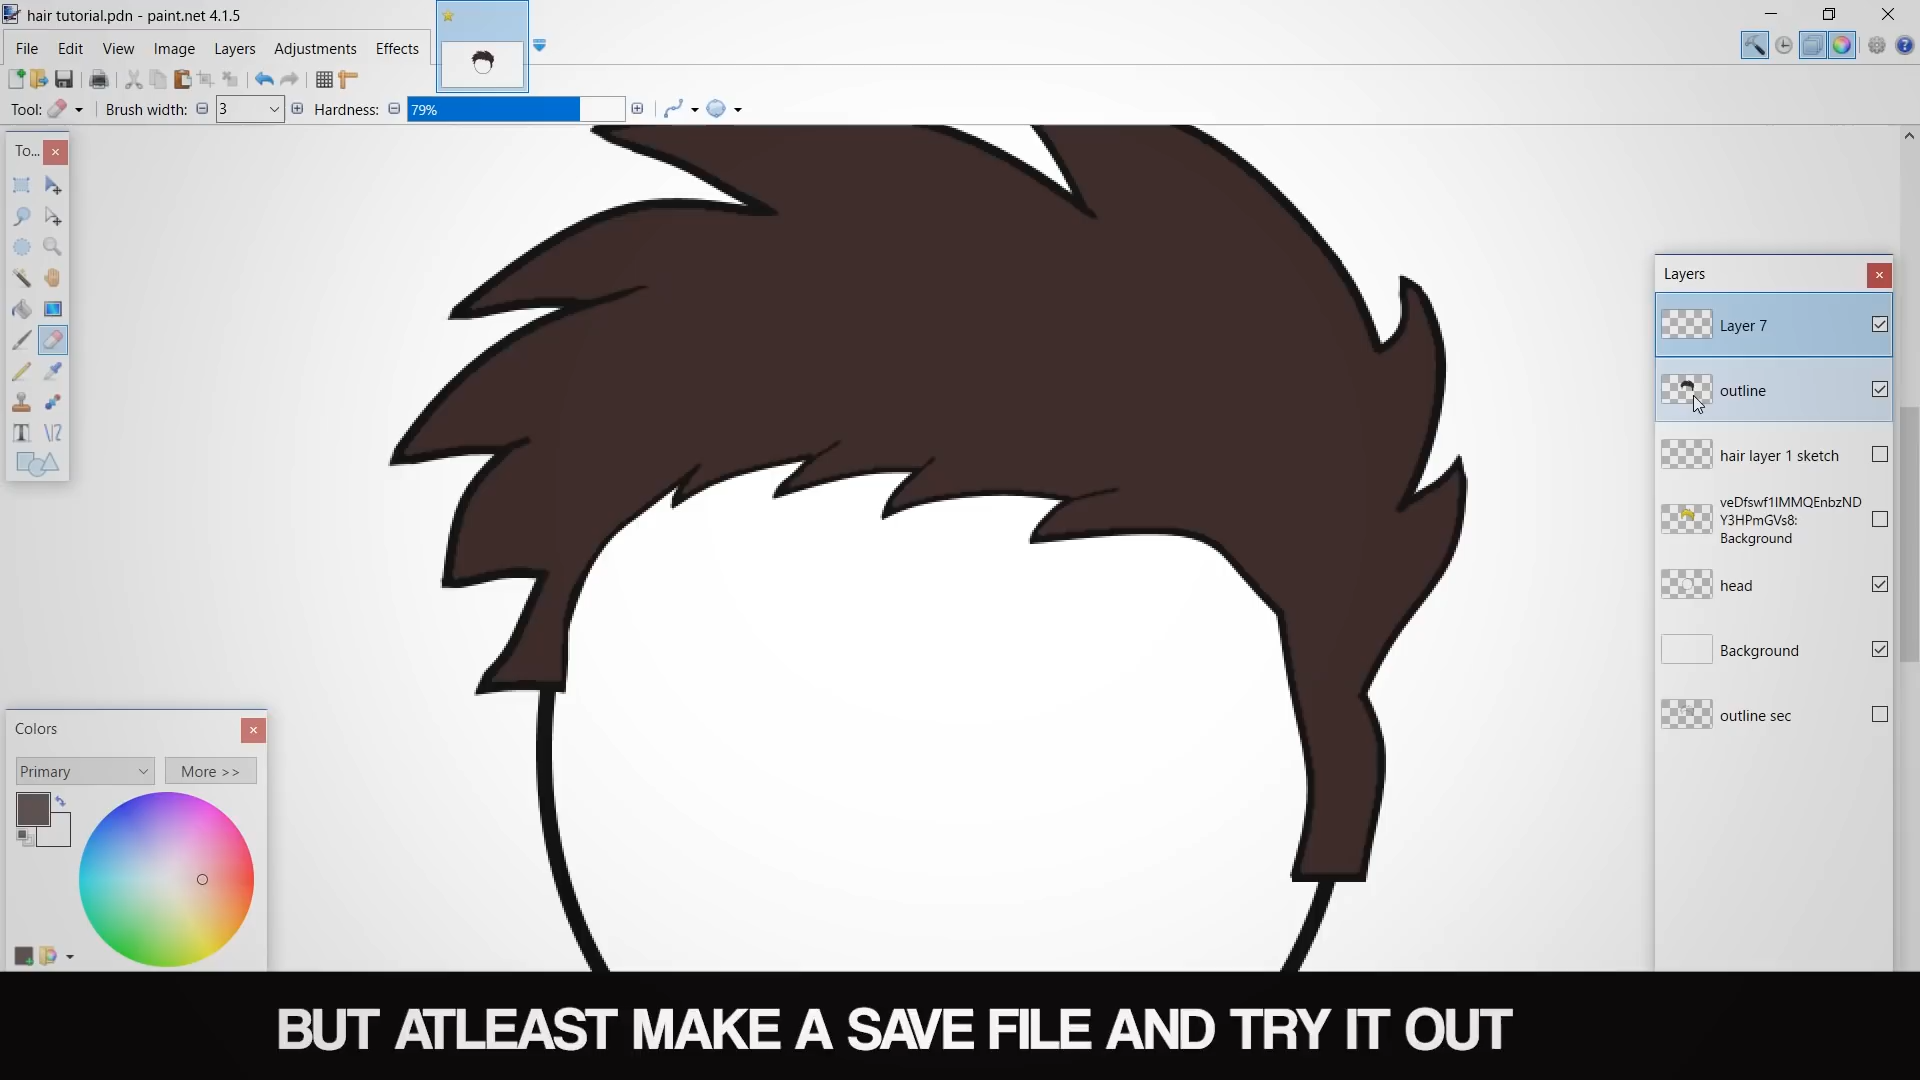 hair tutorial.pdn - paint.net 4.1.5
File Edit View Image Layers Adjustments Effects
Tool: Brush width: 3 Hardness: 79%
To...
Layers
Layer 7
outline
hair layer 1 sketch
veDfswf1IMMQEnbzND
Y3HPmGVs8:
Background
head
Background
outline sec
Colors
Primary More >>
BUT ATLEAST MAKE A SAVE FILE AND TRY IT OUT